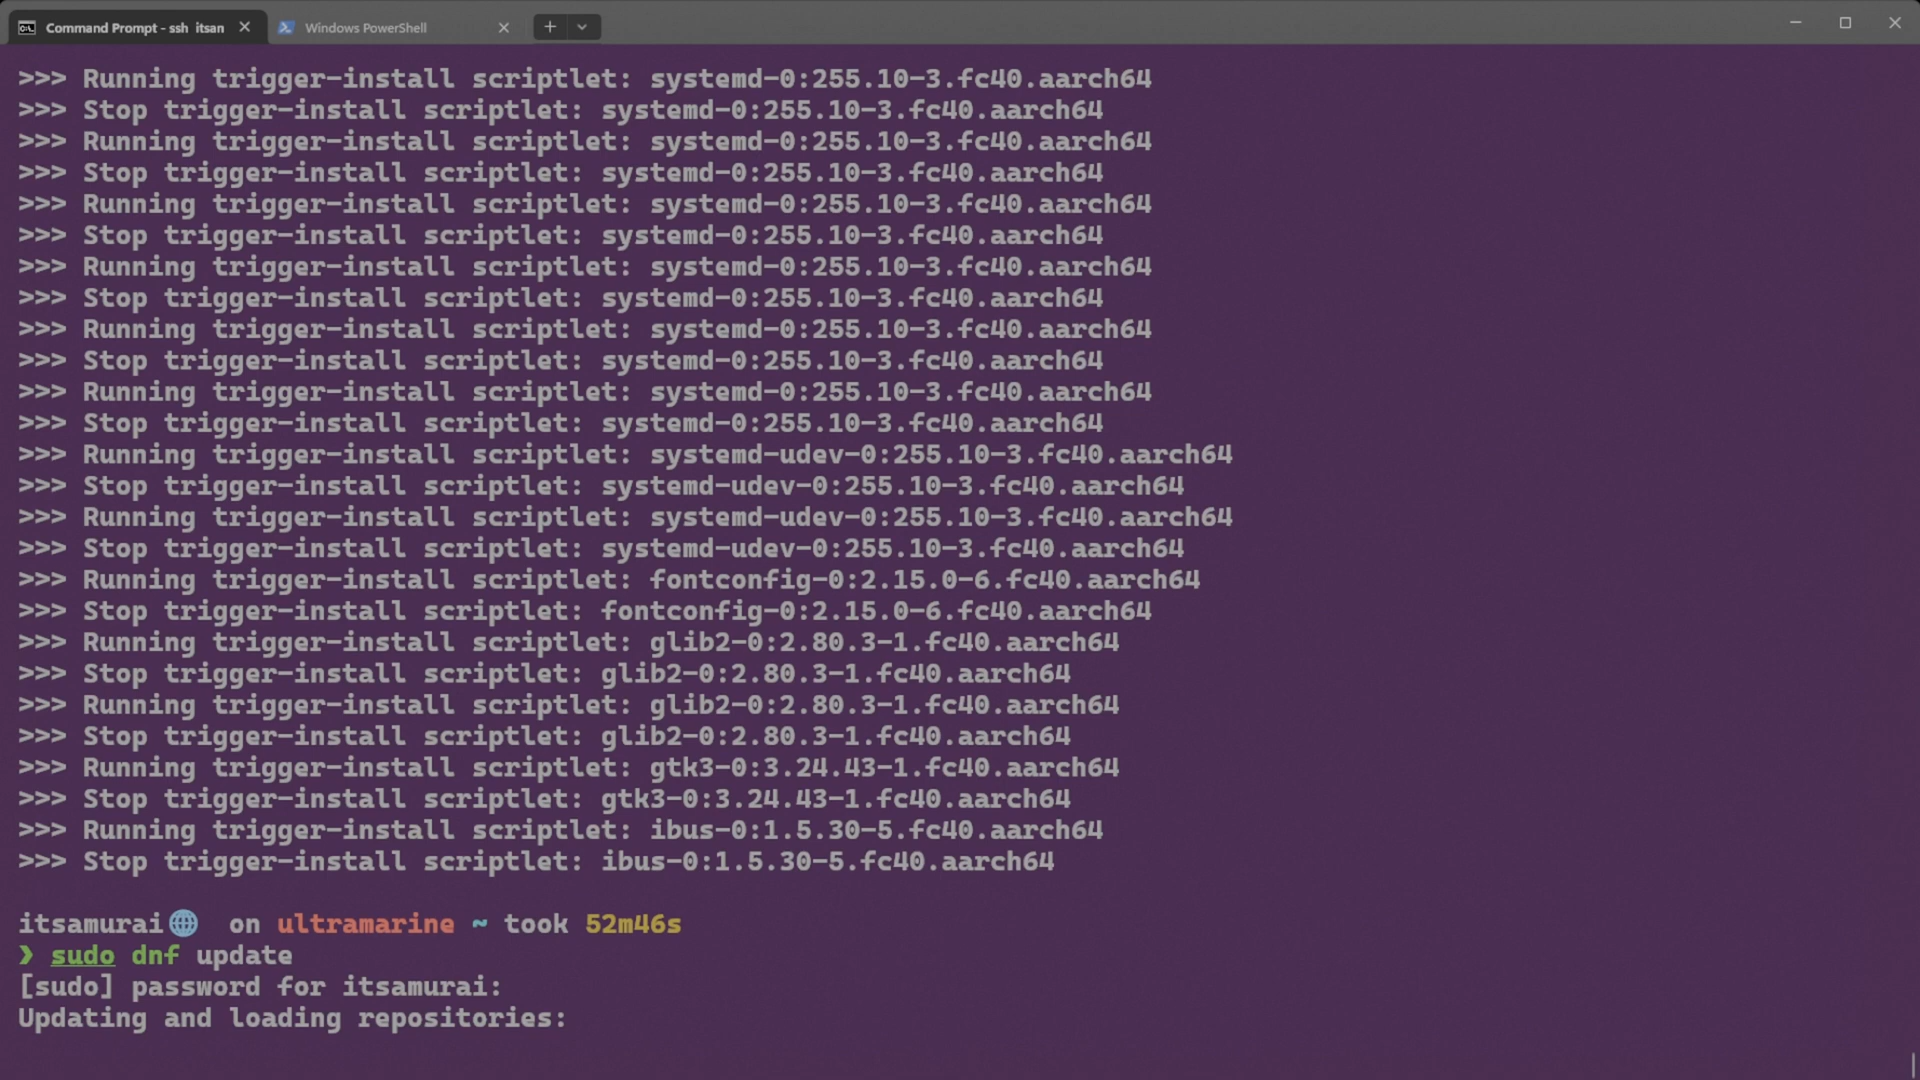 Command Prompt - ssh itsan
Windows PowerShell
>>> Running trigger-install scriptlet: systemd-0:255.10-3.fc40.aarch64
>>> Stop trigger-install scriptlet: systemd-0:255.10-3.fc40.aarch64
>>> Running trigger-install scriptlet: systemd-0:255.10-3.fc40.aarch64
>>> Stop trigger-install scriptlet: systemd-0:255.10-3.fc40.aarch64
>>> Running trigger-install scriptlet: systemd-0:255.10-3.fc40.aarch64
>>> Stop trigger-install scriptlet: systemd-0:255.10-3.fc40.aarch64
>>> Running trigger-install scriptlet: systemd-0:255.10-3.fc40.aarch64
>>> Stop trigger-install scriptlet: systemd-0:255.10-3.fc40.aarch64
>>> Running trigger-install scriptlet: systemd-0:255.10-3.fc40.aarch64
>>> Stop trigger-install scriptlet: systemd-0:255.10-3.fc40.aarch64
>>> Running trigger-install scriptlet: systemd-0:255.10-3.fc40.aarch64
>>> Stop trigger-install scriptlet: systemd-0:255.10-3.fc40.aarch64
>>> Running trigger-install scriptlet: systemd-udev-0:255.10-3.fc40.aarch64
>>> Stop trigger-install scriptlet: systemd-udev-0:255.10-3.fc40.aarch64
>>> Running trigger-install scriptlet: systemd-udev-0:255.10-3.fc40.aarch64
>>> Stop trigger-install scriptlet: systemd-udev-0:255.10-3.fc40.aarch64
>>> Running trigger-install scriptlet: fontconfig-0:2.15.0-6.fc40.aarch64
>>> Stop trigger-install scriptlet: fontconfig-0:2.15.0-6.fc40.aarch64
>>> Running trigger-install scriptlet: glib2-0:2.80.3-1.fc40.aarch64
>>> Stop trigger-install scriptlet: glib2-0:2.80.3-1.fc40.aarch64
>>> Running trigger-install scriptlet: glib2-0:2.80.3-1.fc40.aarch64
>>> Stop trigger-install scriptlet: glib2-0:2.80.3-1.fc40.aarch64
>>> Running trigger-install scriptlet: gtk3-0:3.24.43-1.fc40.aarch64
>>> Stop trigger-install scriptlet: gtk3-0:3.24.43-1.fc40.aarch64
>>> Running trigger-install scriptlet: ibus-0:1.5.30-5.fc40.aarch64
>>> Stop trigger-install scriptlet: ibus-0:1.5.30-5.fc40.aarch64
itsamurai🌐 on ultramarine ~ took 52m46s
❯ sudo dnf update
[sudo] password for itsamurai:
Updating and loading repositories: